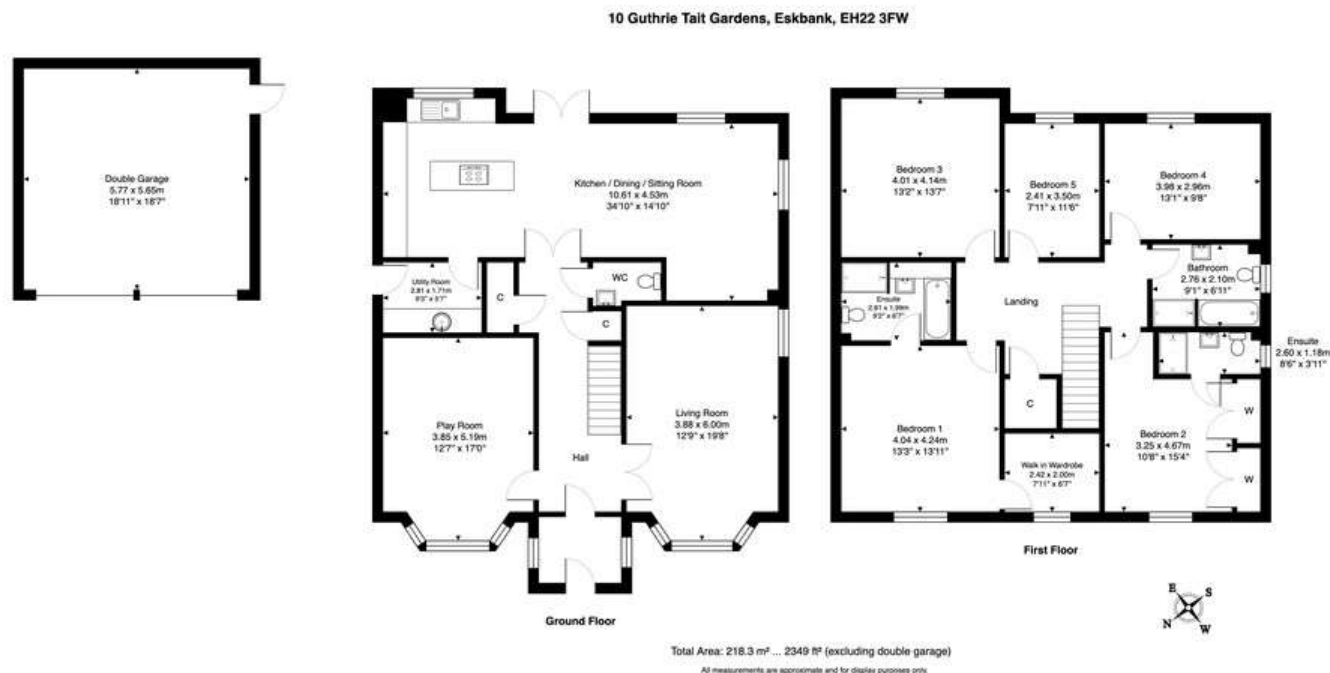 10 Guthrie Tait Gardens, Eskbank, EH22 3FW
Double Garage
5.77 x 5.65m
18'11" x 18'7"
Kitchen / Dining / Sitting Room
10.61 x 4.53m
34'10" x 14'10"
Utility Room
2.81 x 1.71m
9'3" x 5'7"
C
WC
C
Play Room
3.85 x 5.19m
12'7" x 17'0"
Hall
Living Room
3.88 x 6.00m
12'9" x 19'8"
Ground Floor
Bedroom 3
4.01 x 4.14m
13'2" x 13'7"
Bedroom 5
2.41 x 3.50m
7'11" x 11'6"
Bedroom 4
3.98 x 2.96m
13'1" x 9'8"
Ensuite
2.81 x 1.99m
9'2" x 6'7"
Landing
Bathroom
2.76 x 2.10m
9'1" x 6'11"
Ensuite
2.60 x 1.18m
8'6" x 3'11"
C
Bedroom 1
4.04 x 4.24m
13'3" x 13'11"
Walk in Wardrobe
2.42 x 2.00m
7'11" x 6'7"
Bedroom 2
3.25 x 4.67m
10'8" x 15'4"
W
W
First Floor
E
S
N
W
Total Area: 218.3 m² ... 2349 ft² (excluding double garage)
All measurements are approximate and for display purposes only